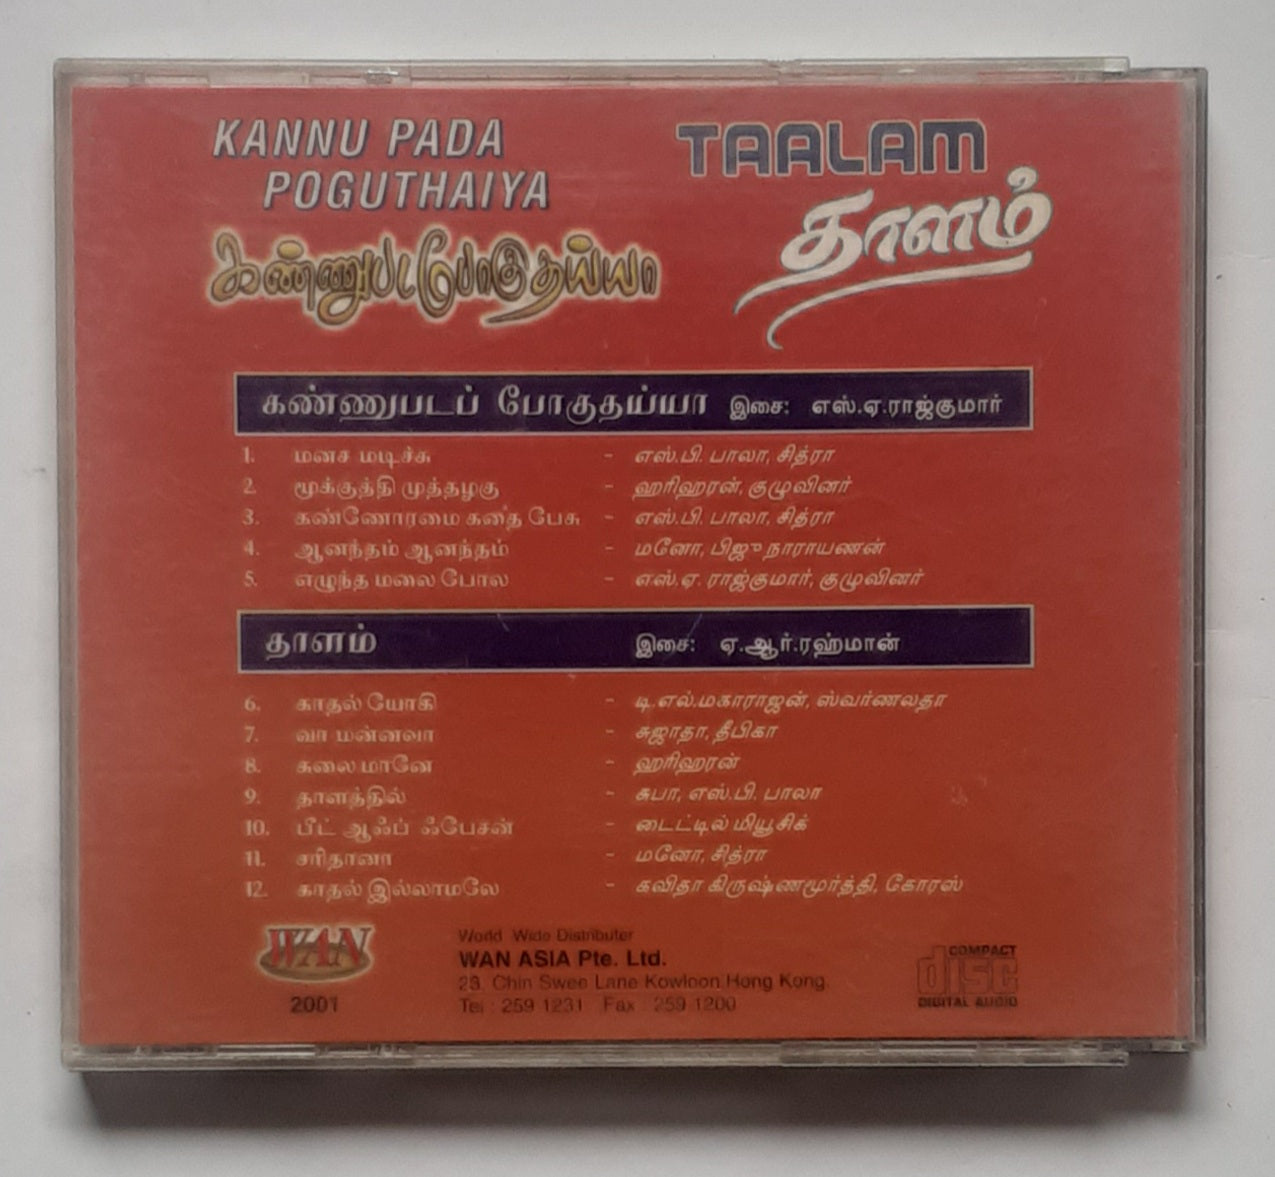 KANNU PADA
POGUTHAIYA
கண்ணுபடபோகுதய்யா
TAALAM
தாளம்
கண்ணுபடப் போகுதய்யா இசை: எஸ்.ஏ.ராஜ்குமார்
1. மனச மடிச்சு - எஸ்.பி. பாலா, சித்ரா
2. மூக்குத்தி முத்தழகு - ஹரிஹரன், குழுவினர்
3. கண்ணோரமை கதை பேசு - எஸ்.பி. பாலா, சித்ரா
4. ஆனந்தம் ஆனந்தம் - மனோ, பிஜு நாராயணன்
5. எழுந்த மலை போல - எஸ்.ஏ. ராஜ்குமார், குழுவினர்
தாளம் இசை: ஏ.ஆர்.ரஹ்மான்
6. காதல் யோகி - டி.எல்.மகாராஜன், ஸ்வர்ணலதா
7. வா மன்னவா - சுஜாதா, தீபிகா
8. கலைமானே - ஹரிஹரன்
9. தாளத்தில் - சுபா, எஸ்.பி. பாலா
10. பீட் ஆஃப் ஃபேசன் - டைட்டில் மியூசிக்
11. சரிதானா - மனோ, சித்ரா
12. காதல் இல்லாமலே - கவிதா கிருஷ்ணமூர்த்தி, கோரஸ்
WAN
2001
World Wide Distributer
WAN ASIA Pte. Ltd.
29, Chin Swee Lane Kowloon Hong Kong.
Tel : 259 1231 Fax : 259 1200
COMPACT
disc
DIGITAL AUDIO